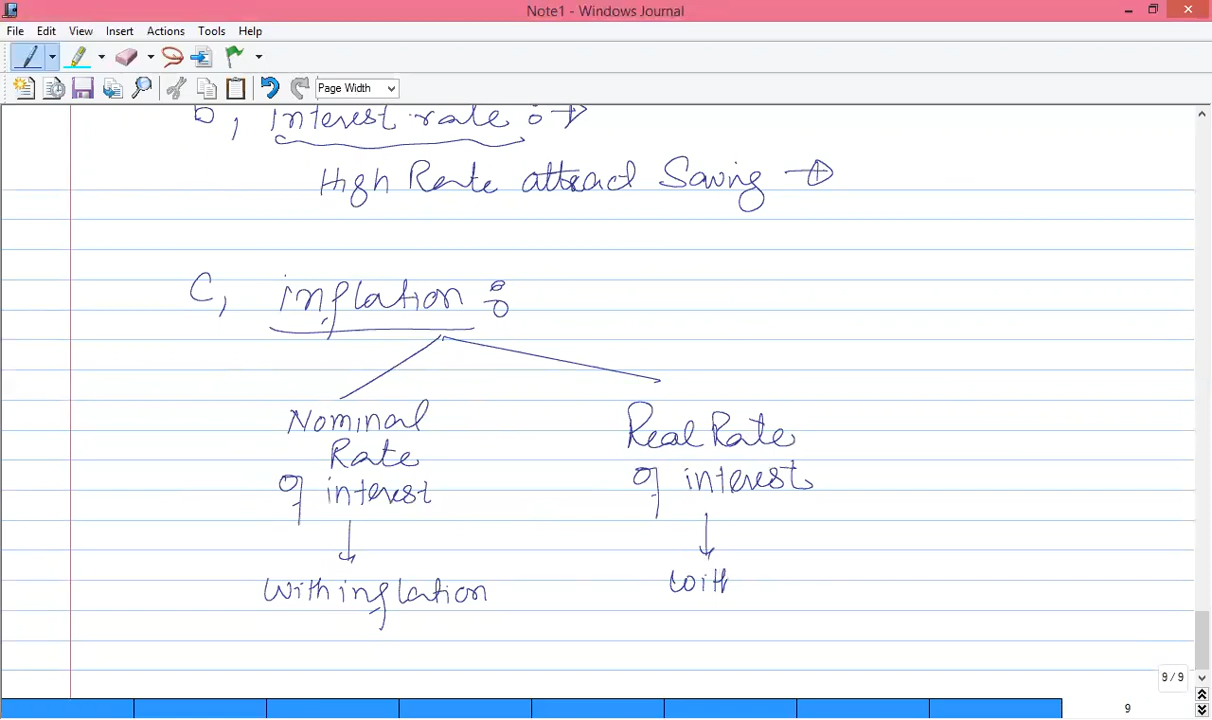 Note1 - Windows Journal
File Edit View Insert Actions Tools Help
Page Width
b, Interest rate :→
High Rate attract Saving →
C, inflation :
Nominal
Rate
of interest
Real Rate
of interest
With inflation
With
9 / 9
9